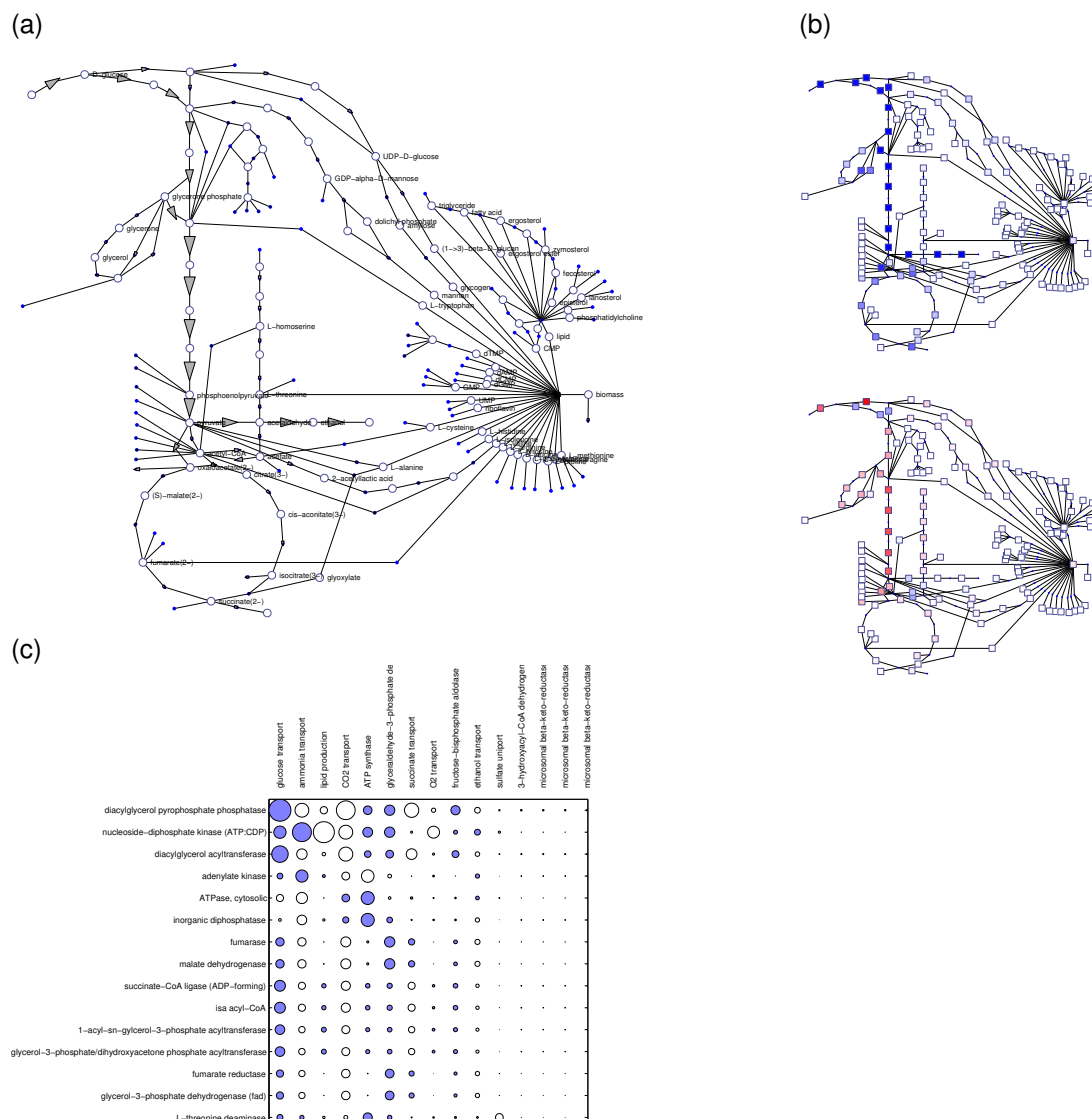 (a)
(b)
D-glucose
UDP-D-glucose
GDP-alpha-D-mannose
glycerone phosphate
triglyceride
fatty acid
dolichyl phosphate
amylose
ergosterol
glycerone
(1->3)-beta-D-glucan
zymosterol
ergosterol ester
glycerol
fecosterol
glycogen
mannan
lanosterol
episterol
L-tryptophan
phosphatidylcholine
L-homoserine
lipid
CMP
dTMP
dAMP
dCMP
dGMP
GMP
phosphoenolpyruvate
L-threonine
biomass
UMP
riboflavin
pyruvate
acetaldehyde
ethanol
L-cysteine
L-histidine
L-isoleucine
acetyl-CoA
acetate
L-methionine
oxaloacetate(2-)
L-alanine
citrate(3-)
2-acetyllactic acid
(S)-malate(2-)
cis-aconitate(3-)
fumarate(2-)
isocitrate(3-)
glyoxylate
succinate(2-)
(c)
glucose transport
ammonia transport
lipid production
CO2 transport
ATP synthase
glyceraldehyde-3-phosphate de
succinate transport
O2 transport
fructose-bisphosphate aldolase
ethanol transport
sulfate uniport
3-hydroxyacyl-CoA dehydrogen
microsomal beta-keto-reductase
microsomal beta-keto-reductase
microsomal beta-keto-reductase
diacylglycerol pyrophosphate phosphatase
nucleoside-diphosphate kinase (ATP:CDP)
diacylglycerol acyltransferase
adenylate kinase
ATPase, cytosolic
inorganic diphosphatase
fumarase
malate dehydrogenase
succinate-CoA ligase (ADP-forming)
isa acyl-CoA
1-acyl-sn-gylcerol-3-phosphate acyltransferase
glycerol-3-phosphate/dihydroxyacetone phosphate acyltransferase
fumarate reductase
glycerol-3-phosphate dehydrogenase (fad)
L-threonine deaminase